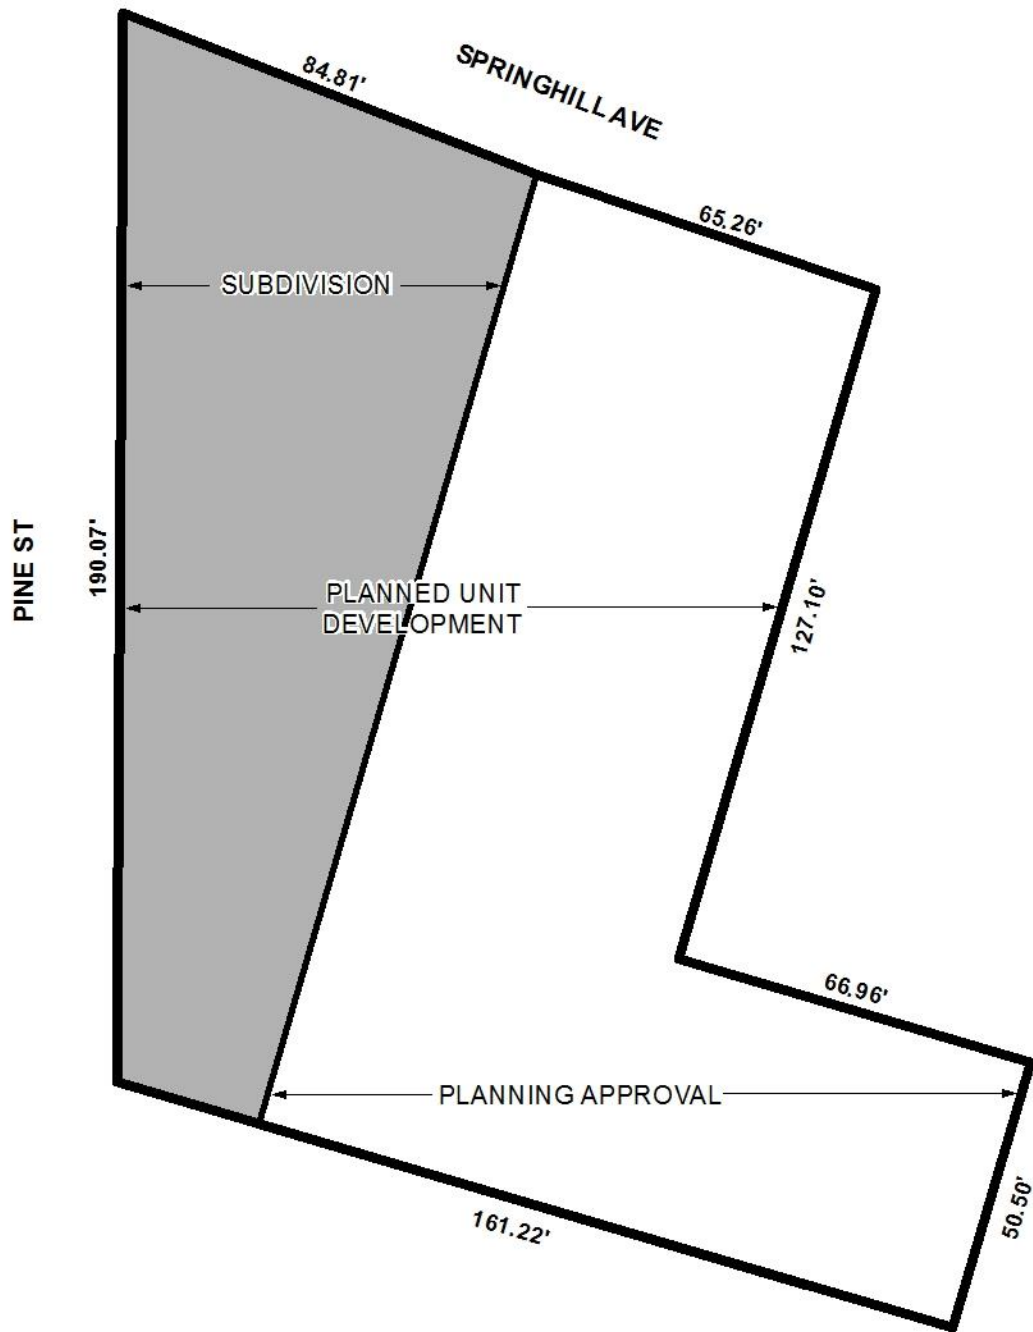 84.81'
SPRINGHILL AVE
65.26'
SUBDIVISION
PINE ST
190.07'
PLANNED UNIT
DEVELOPMENT
127.10'
66.96'
PLANNING APPROVAL
50.50'
161.22'